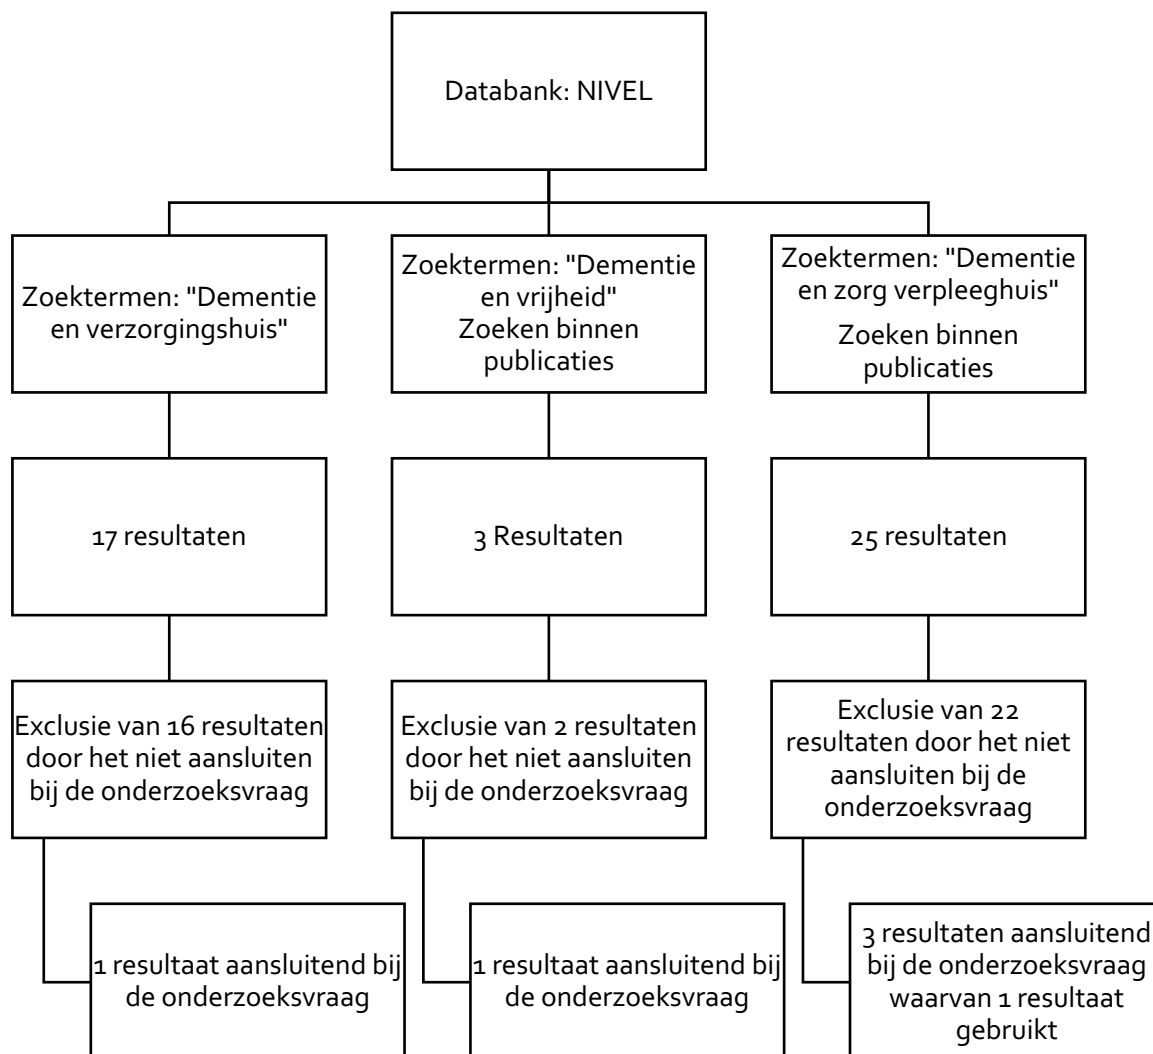 Databank: NIVEL
Zoektermen: "Dementie
en verzorgingshuis"
Zoektermen: "Dementie
en vrijheid"
Zoeken binnen
publicaties
Zoektermen: "Dementie
en zorg verpleeghuis"
Zoeken binnen
publicaties
17 resultaten
3 Resultaten
25 resultaten
Exclusie van 16 resultaten
door het niet aansluiten
bij de onderzoeksvraag
Exclusie van 2 resultaten
door het niet aansluiten
bij de onderzoeksvraag
Exclusie van 22
resultaten door het niet
aansluiten bij de
onderzoeksvraag
1 resultaat aansluitend bij
de onderzoeksvraag
1 resultaat aansluitend bij
de onderzoeksvraag
3 resultaten aansluitend
bij de onderzoeksvraag
waarvan 1 resultaat
gebruikt